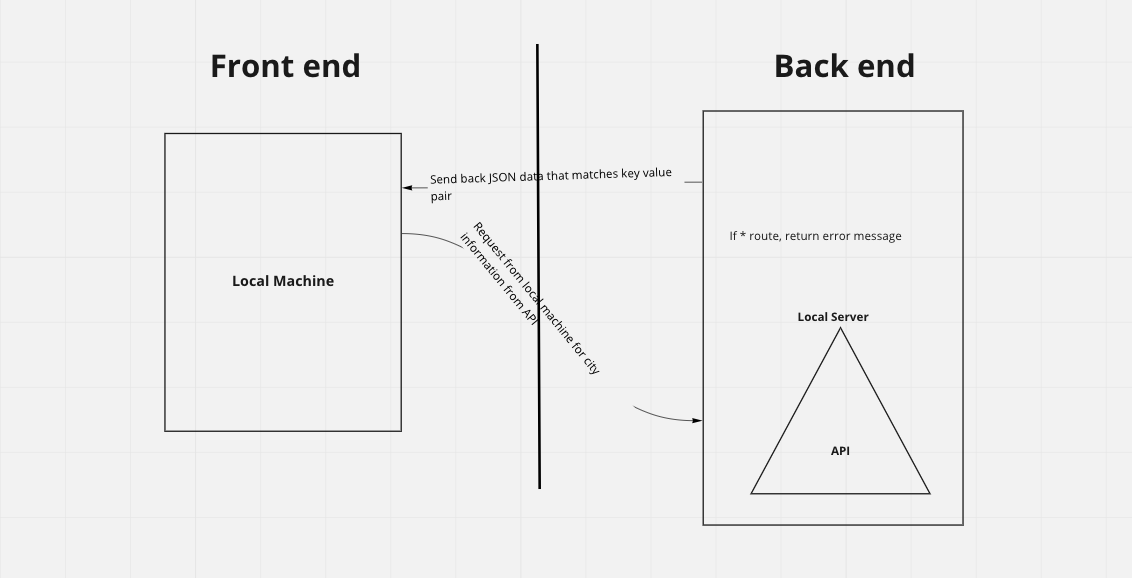 Front end
Back end
Send back JSON data that matches key value
pair
Request from local machine for city
information from API
If * route, return error message
Local Machine
Local Server
API